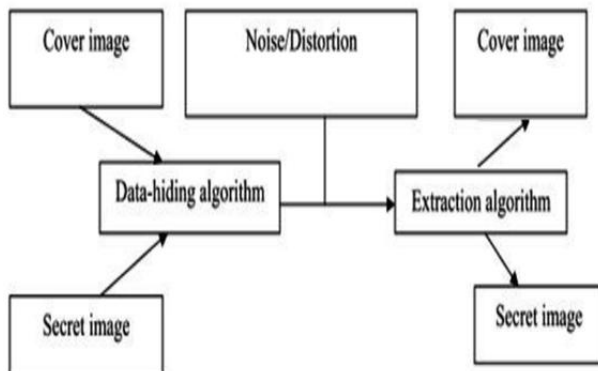 Cover image
Noise/Distortion
Cover image
Data-hiding algorithm
Extraction algorithm
Secret image
Secret image